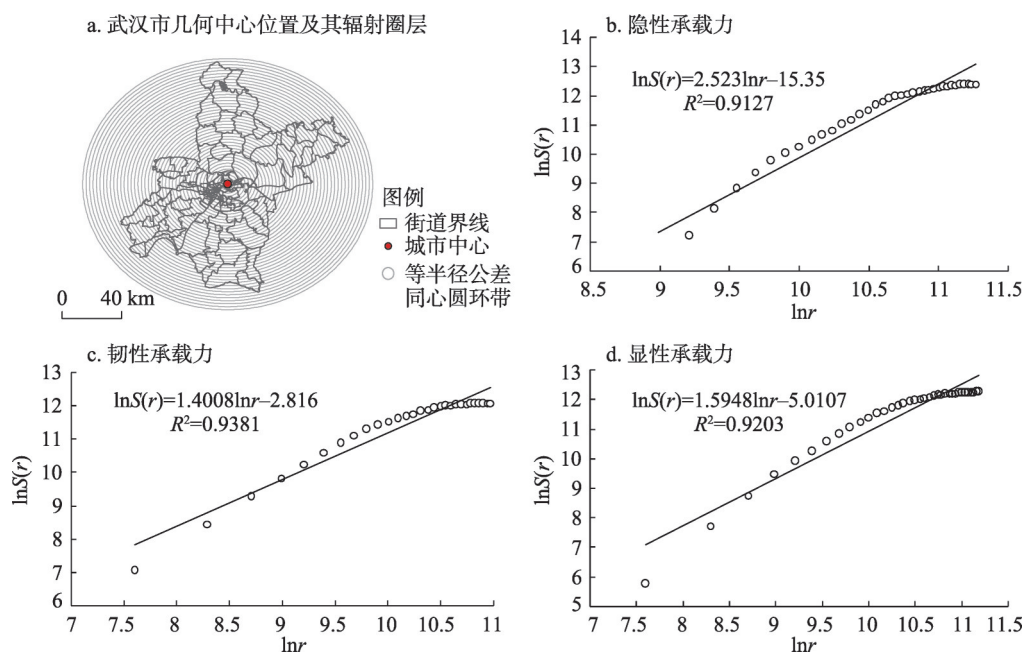 a. 武汉市几何中心位置及其辐射圈层
图例
街道界线
城市中心
等半径公差
同心圆环带
0 40 km
b. 隐性承载力
lnS(r)=2.523lnr–15.35
R²=0.9127
lnS(r)
14
13
12
11
10
9
8
7
6
8.5 9 9.5 10 10.5 11 11.5
lnr
c. 韧性承载力
lnS(r)=1.4008lnr–2.816
R²=0.9381
lnS(r)
13
12
11
10
9
8
7
6
7 7.5 8 8.5 9 9.5 10 10.5 11
lnr
d. 显性承载力
lnS(r)=1.5948lnr–5.0107
R²=0.9203
lnS(r)
13
12
11
10
9
8
7
6
5
7 7.5 8 8.5 9 9.5 10 10.5 11 11.5
lnr